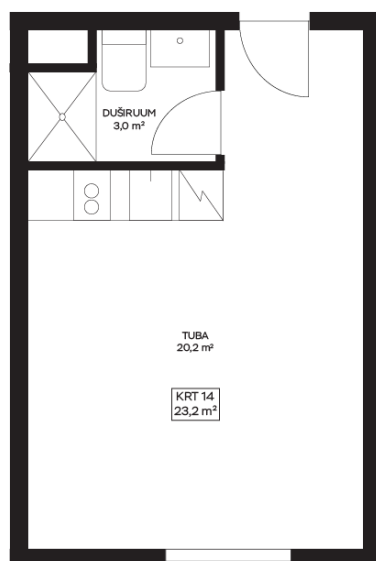 DUŠIRUUM
3,0 m²
TUBA
20,2 m²
KRT 14
23,2 m²